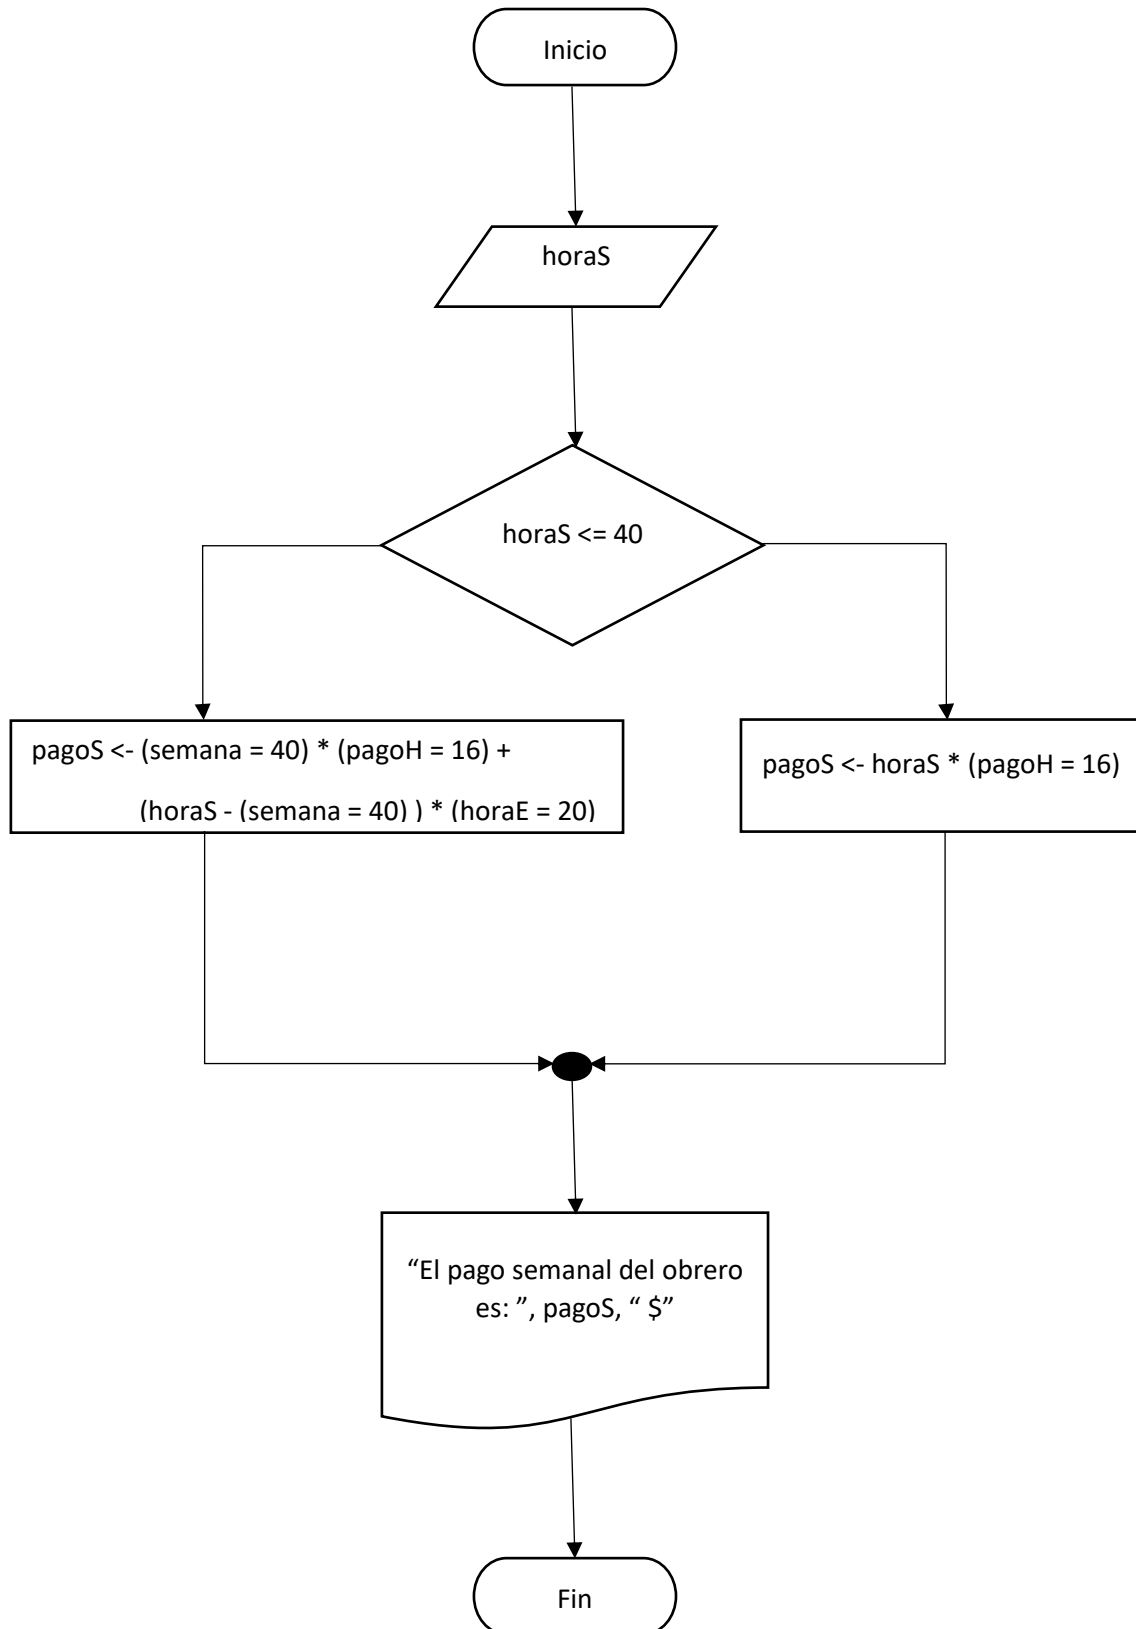 Inicio
horaS
horaS <= 40
pagoS <- (semana = 40) * (pagoH = 16) +
(horaS - (semana = 40) ) * (horaE = 20)
pagoS <- horaS * (pagoH = 16)
“El pago semanal del obrero
es: ”, pagoS, “ $”
Fin